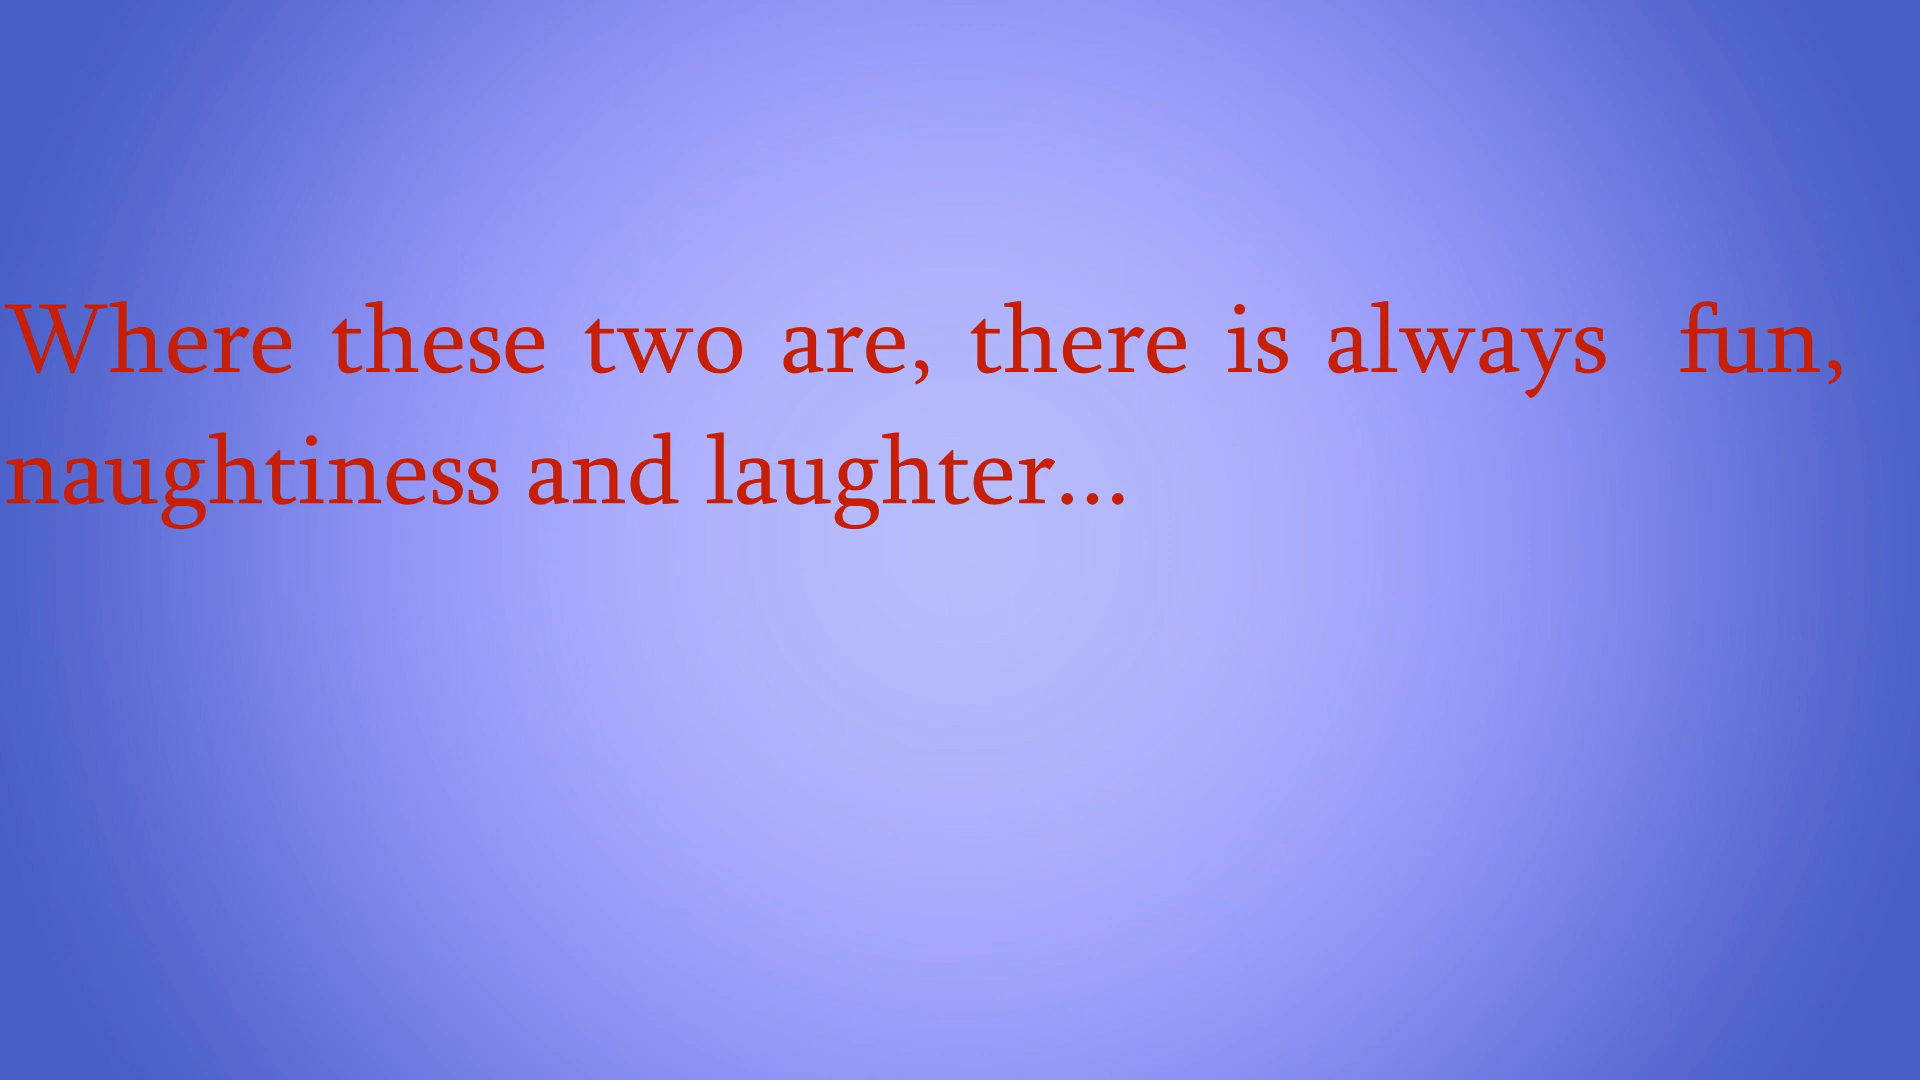 Where these two are, there is always  fun,
naughtiness and laughter...